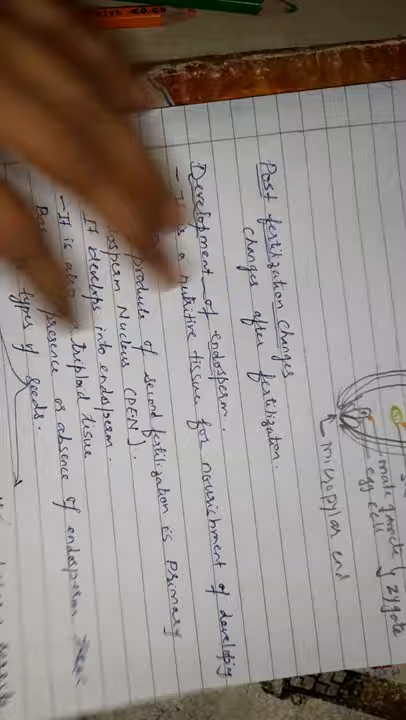 Post fertilization changes
changes after fertilization.
Development of endosperm.
- is a nutritive tissue for nourishment of developing
produce of second fertilization is Primary
Nucleus (PEN).
It develops into endosperm.
- It is also triploid tissue
presence or absence of endosperm
types of seeds.
micropylar end
egg cell
male gamete
zygote